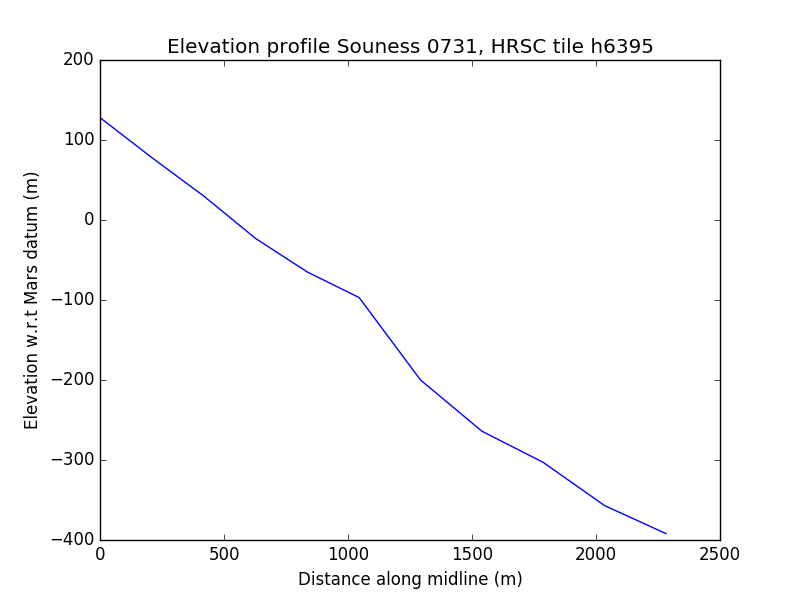 Elevation profile Souness 0731, HRSC tile h6395
Elevation w.r.t Mars datum (m)
200
100
0
−100
−200
−300
−400
0 500 1000 1500 2000 2500
Distance along midline (m)